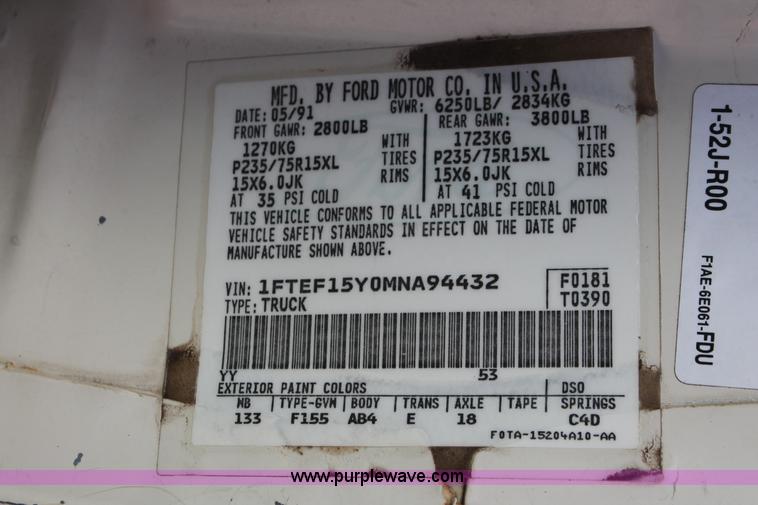 MFD. BY FORD MOTOR CO. IN U.S.A.
DATE: 05/91 GVWR: 6250LB/ 2834KG
FRONT GAWR: 2800LB REAR GAWR: 3800LB
1270KG WITH 1723KG WITH
P235/75R15XL TIRES P235/75R15XL TIRES
15X6.0JK RIMS 15X6.0JK RIMS
AT 35 PSI COLD AT 41 PSI COLD
THIS VEHICLE CONFORMS TO ALL APPLICABLE FEDERAL MOTOR
VEHICLE SAFETY STANDARDS IN EFFECT ON THE DATE OF
MANUFACTURE SHOWN ABOVE.
VIN: 1FTEF15Y0MNA94432 F0181
TYPE: TRUCK T0390
YY 53
EXTERIOR PAINT COLORS DSO
WB TYPE-GVW BODY TRANS AXLE TAPE SPRINGS
133 F155 AB4 E 18 C4D
F0TA-15204A10-AA
1-52J-R00
F1AE-6E061-FDU
www.purplewave.com